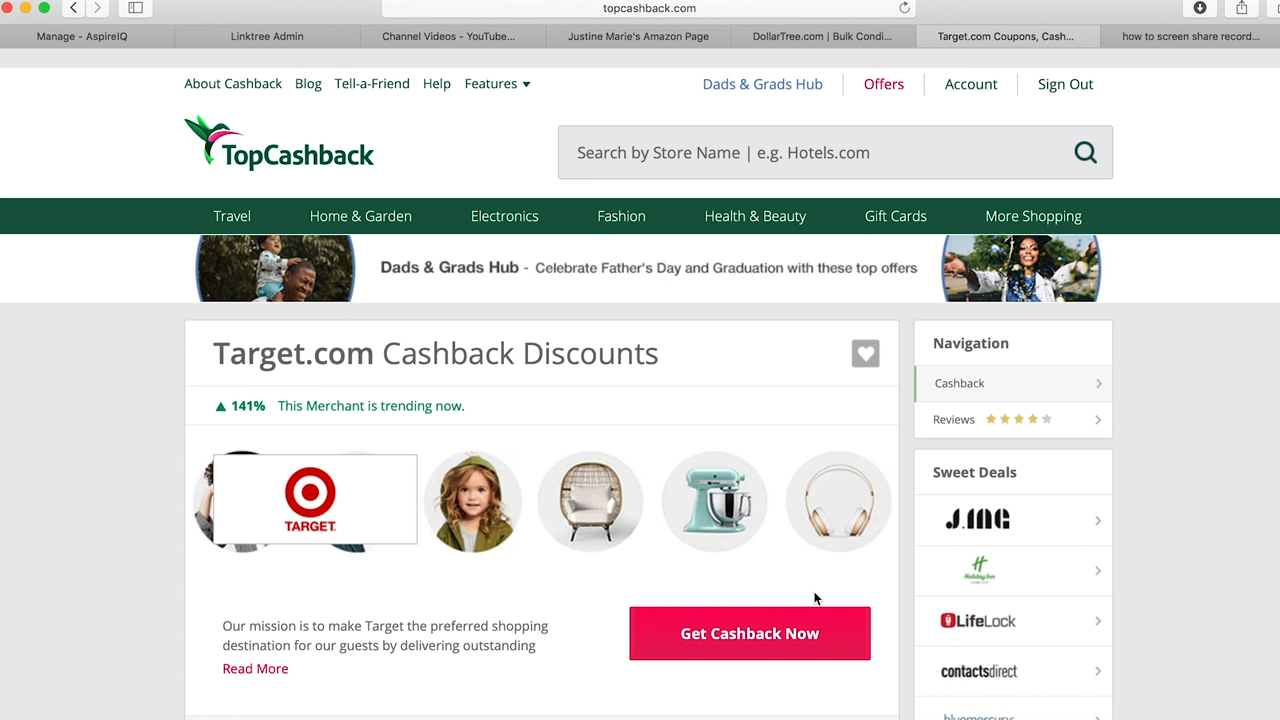 topcashback.com
Manage - AspireIQ
Linktree Admin
Channel Videos - YouTube...
Justine Marie's Amazon Page
DollarTree.com | Bulk Condi...
Target.com Coupons, Cash...
how to screen share record...
About Cashback Blog Tell-a-Friend Help Features
Dads & Grads Hub Offers Account Sign Out
TopCashback
Search by Store Name | e.g. Hotels.com
Travel Home & Garden Electronics Fashion Health & Beauty Gift Cards More Shopping
Dads & Grads Hub - Celebrate Father's Day and Graduation with these top offers
Target.com Cashback Discounts
141% This Merchant is trending now.
TARGET
Our mission is to make Target the preferred shopping
destination for our guests by delivering outstanding
Read More
Get Cashback Now
Navigation
Cashback
Reviews
Sweet Deals
J.ING
Holiday Inn
LifeLock
contactsdirect
bluemercury